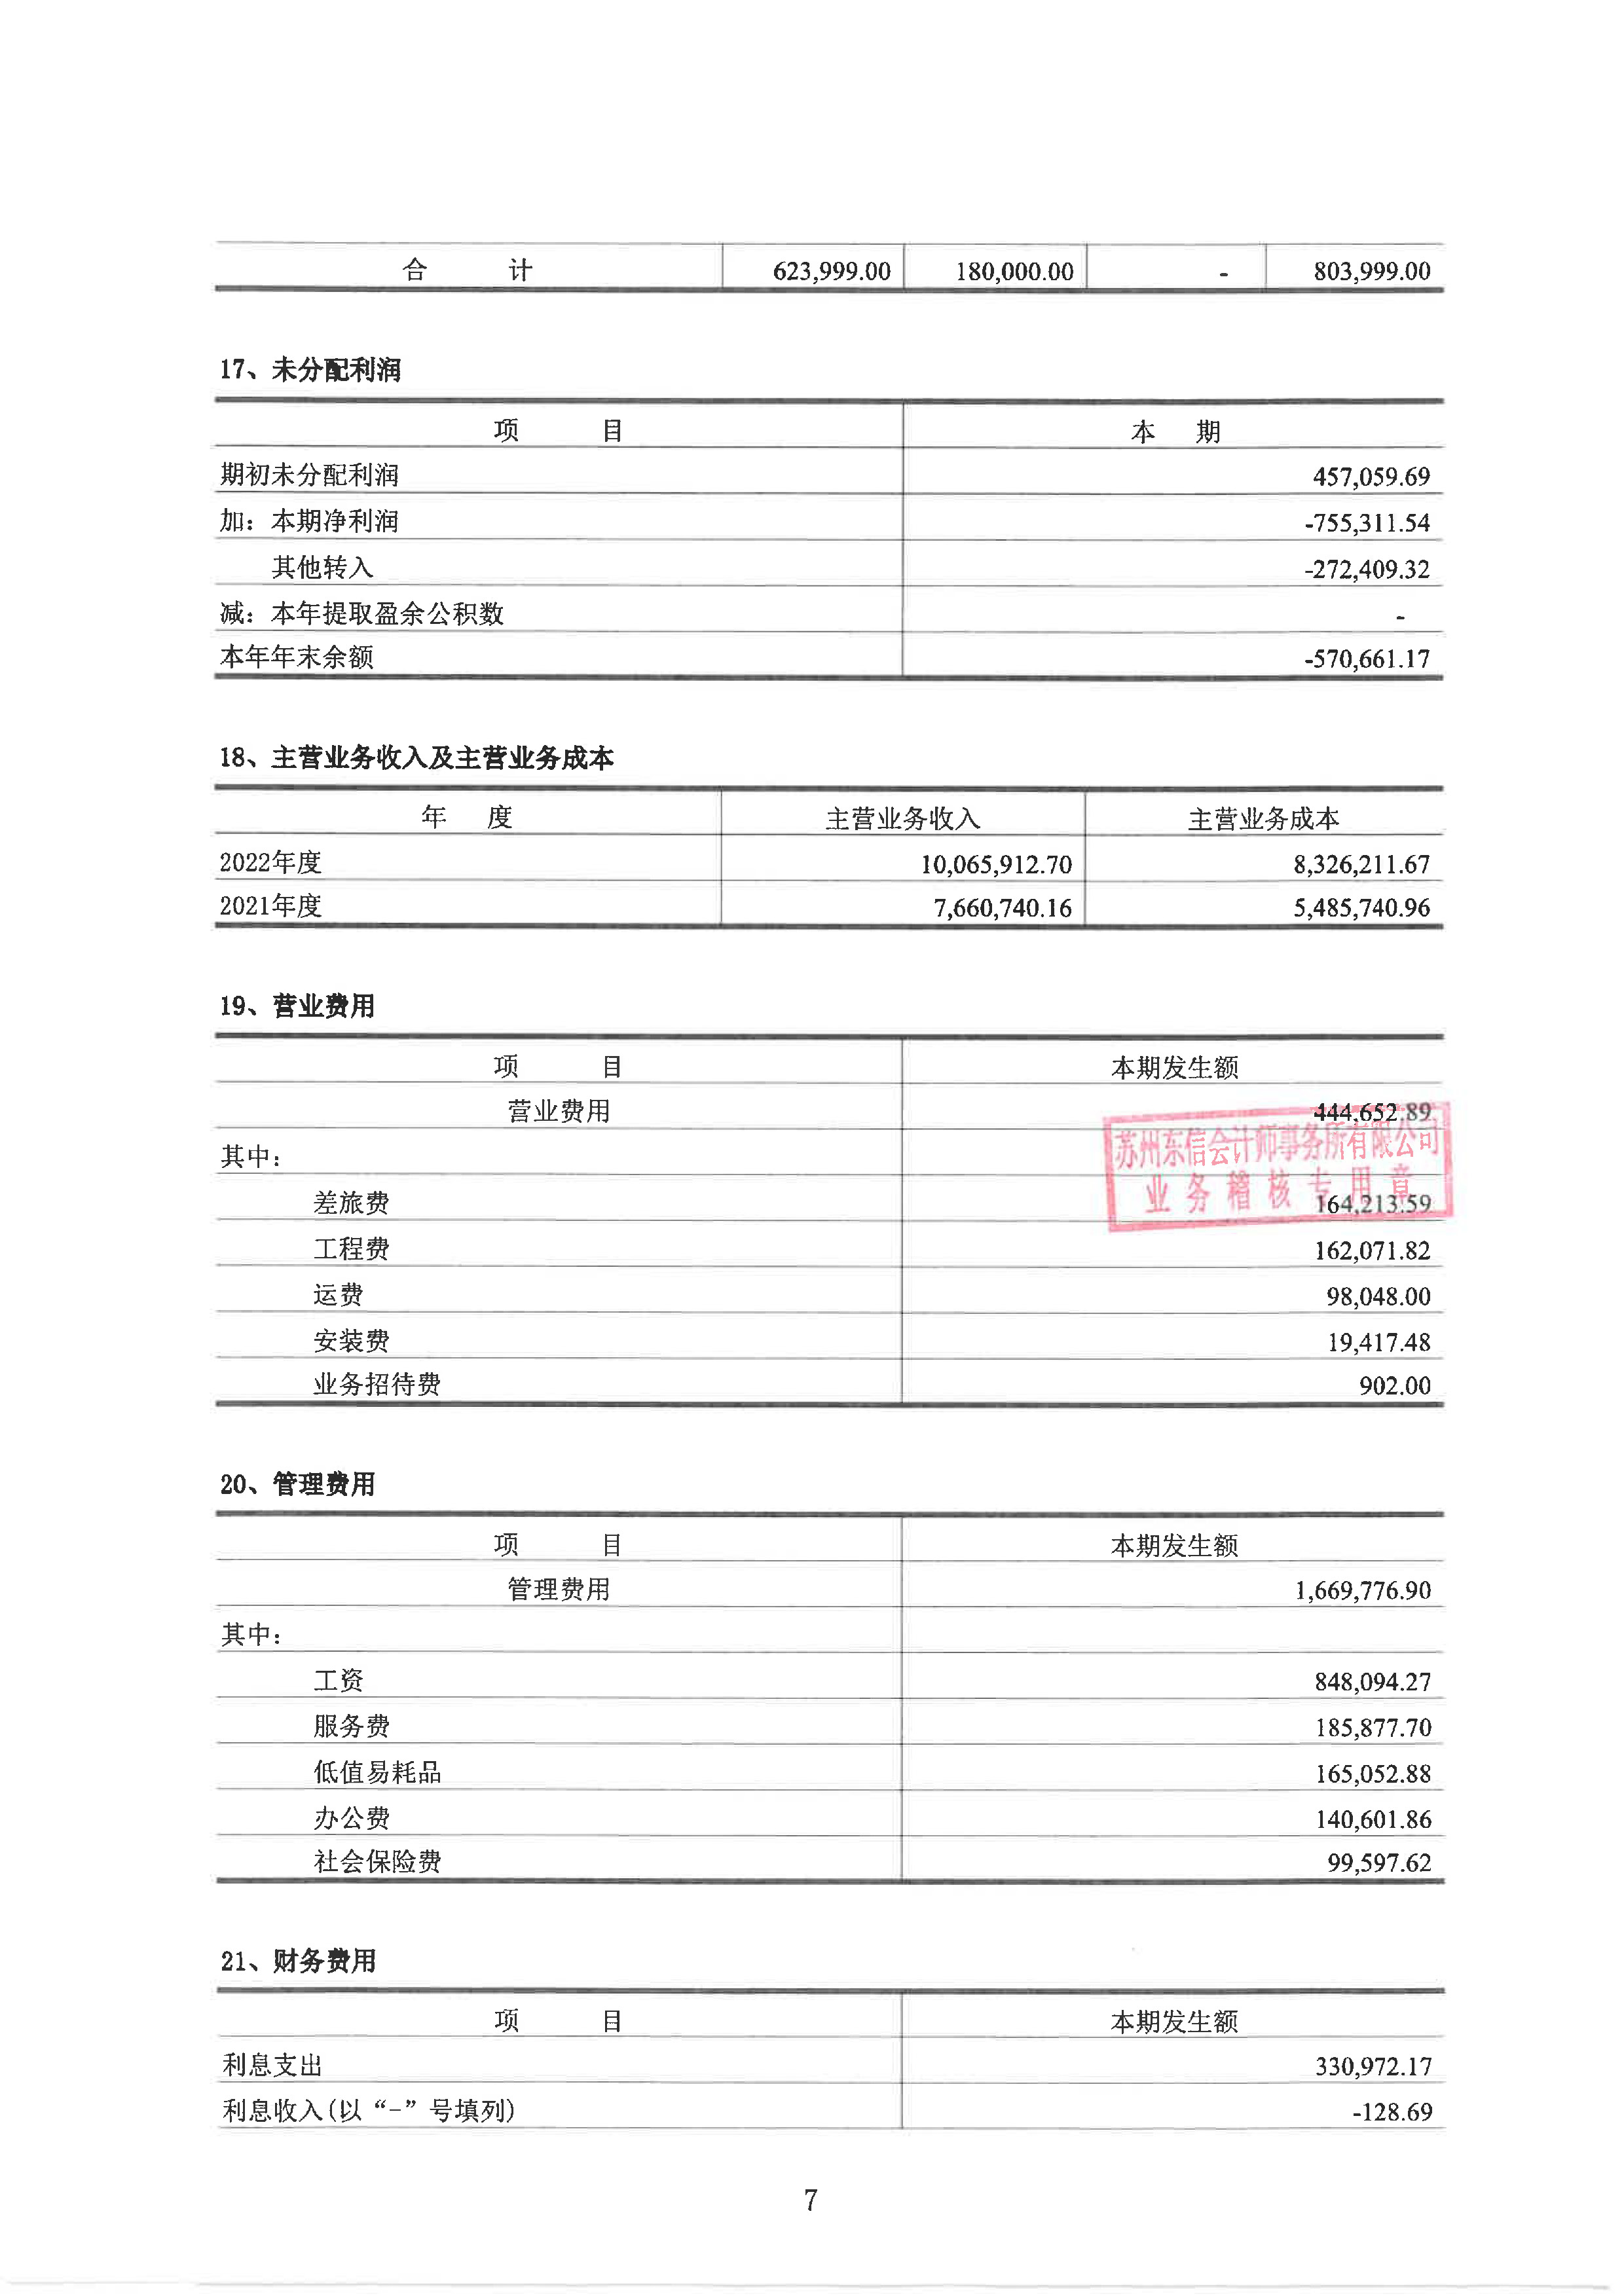 合 计 623,999.00 180,000.00 - 803,999.00
17、未分配利润
项 目 本 期
期初未分配利润 457,059.69
加：本期净利润 -755,311.54
其他转入 -272,409.32
减：本年提取盈余公积数 -
本年年末余额 -570,661.17
18、主营业务收入及主营业务成本
年 度 主营业务收入 主营业务成本
2022年度 10,065,912.70 8,326,211.67
2021年度 7,660,740.16 5,485,740.96
19、营业费用
项 目 本期发生额
营业费用 444,652.89
苏州东信会计师事务所有限公司
其中：
业务稽核专用章
差旅费 164,213.59
工程费 162,071.82
运费 98,048.00
安装费 19,417.48
业务招待费 902.00
20、管理费用
项 目 本期发生额
管理费用 1,669,776.90
其中：
工资 848,094.27
服务费 185,877.70
低值易耗品 165,052.88
办公费 140,601.86
社会保险费 99,597.62
21、财务费用
项 目 本期发生额
利息支出 330,972.17
利息收入(以“-”号填列) -128.69
7